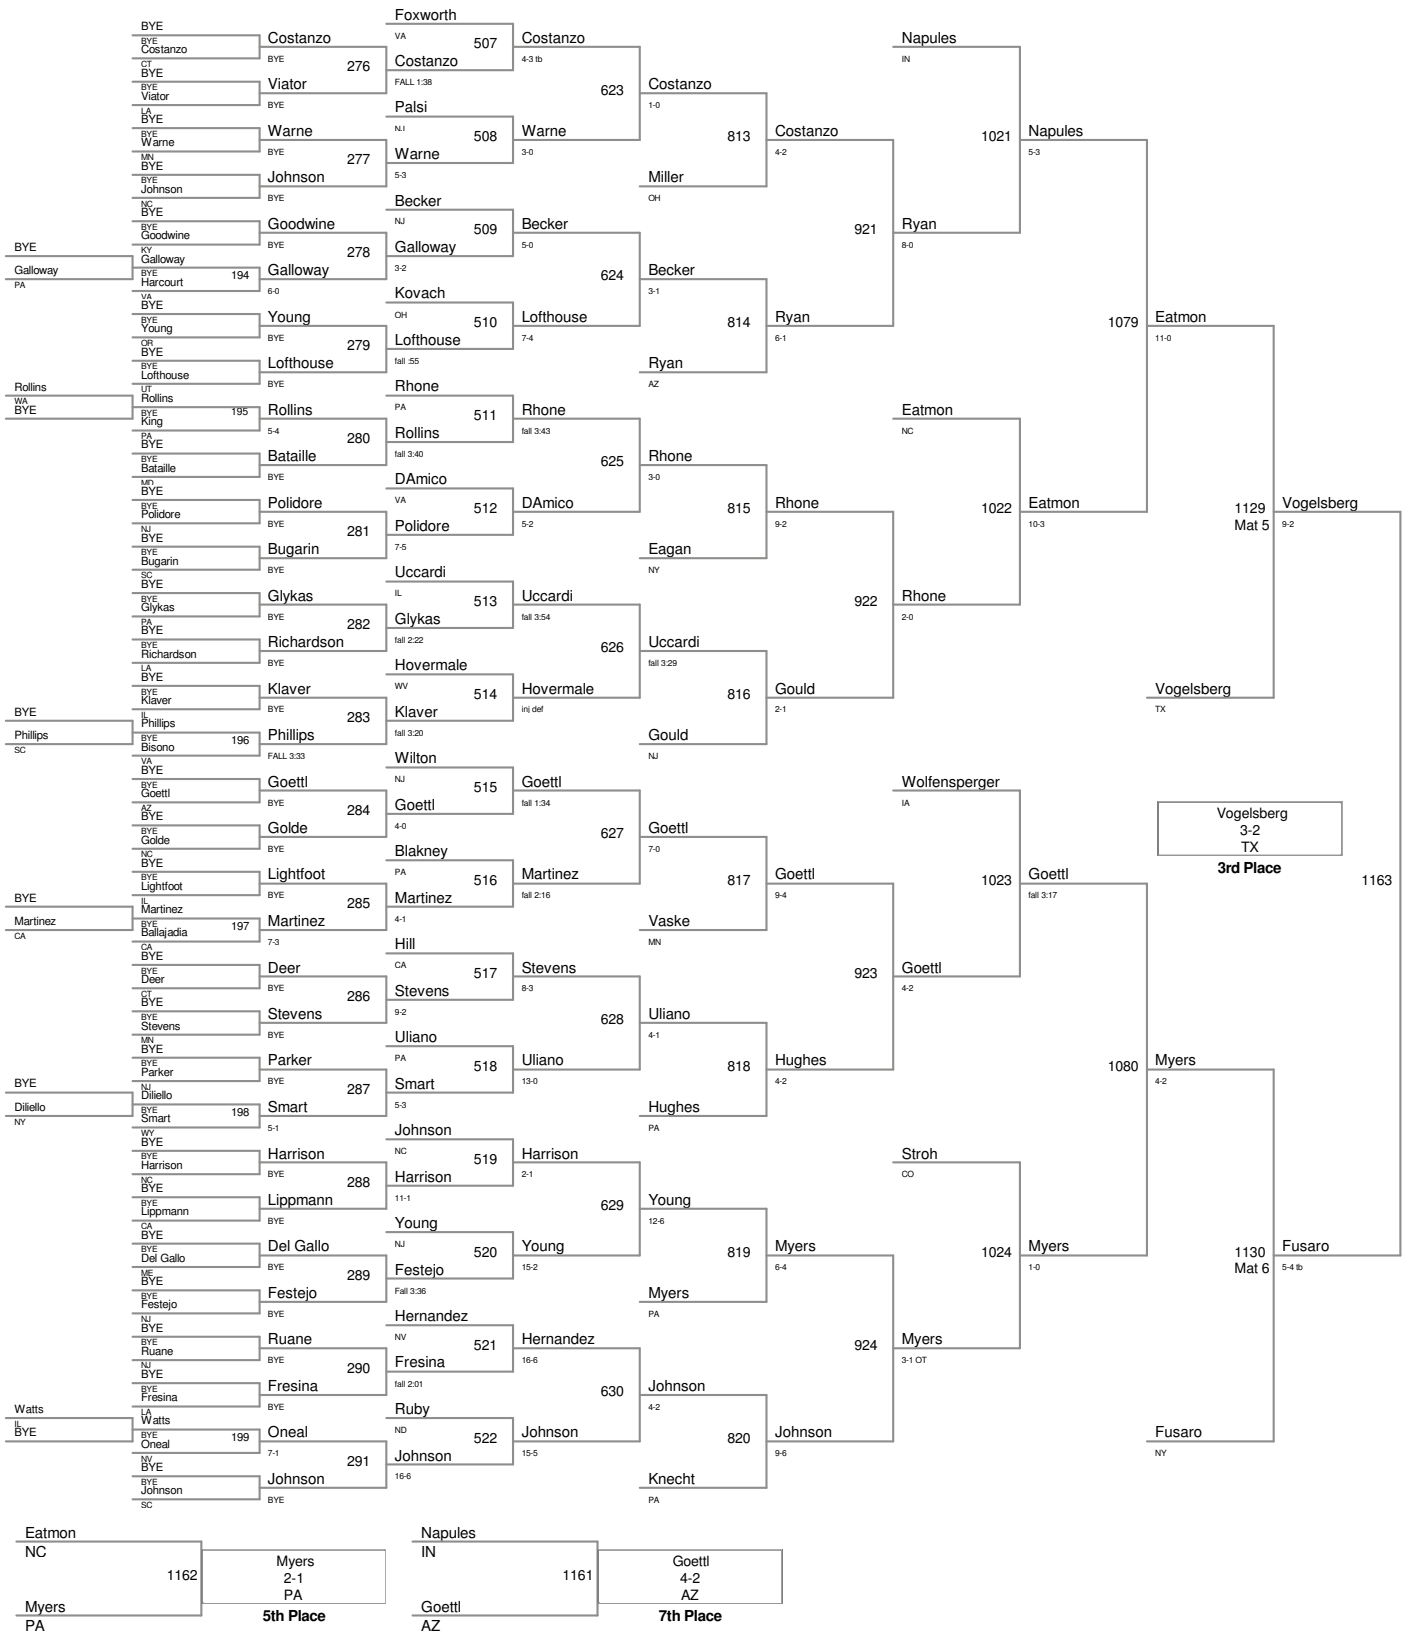 BYE
Galloway
PA
Rollins
WA
BYE
BYE
Phillips
SC
BYE
Martinez
CA
BYE
Diliello
NY
Watts
IL
BYE
BYE
BYE
Costanzo
CT
BYE
BYE
Viator
LA
BYE
BYE
Warne
MN
BYE
BYE
Johnson
NC
BYE
BYE
Goodwine
KY
Galloway
BYE
Harcourt
194
VA
BYE
BYE
Young
OR
BYE
BYE
Lofthouse
UT
Rollins
BYE
King
195
PA
BYE
BYE
Bataille
MD
BYE
BYE
Polidore
NJ
BYE
BYE
Bugarin
SC
BYE
BYE
Glykas
PA
BYE
BYE
Richardson
LA
BYE
BYE
Klaver
IL
Phillips
BYE
Bisono
196
VA
BYE
BYE
Goettl
AZ
BYE
BYE
Golde
NC
BYE
BYE
Lightfoot
IL
Martinez
BYE
Ballajadia
197
CA
BYE
BYE
Deer
CT
BYE
BYE
Stevens
MN
BYE
BYE
Parker
NJ
Diliello
BYE
Smart
198
WY
BYE
BYE
Harrison
NC
BYE
BYE
Lippmann
CA
BYE
BYE
Del Gallo
ME
BYE
BYE
Festejo
NJ
BYE
BYE
Ruane
NJ
BYE
BYE
Fresina
LA
Watts
BYE
Oneal
199
NV
BYE
BYE
Johnson
SC
Costanzo
BYE
276
Viator
BYE
Warne
BYE
277
Johnson
BYE
Goodwine
BYE
278
Galloway
6-0
Young
BYE
279
Lofthouse
BYE
Rollins
5-4
280
Bataille
BYE
Polidore
BYE
281
Bugarin
BYE
Glykas
BYE
282
Richardson
BYE
Klaver
BYE
283
Phillips
FALL 3:33
Goettl
BYE
284
Golde
BYE
Lightfoot
BYE
285
Martinez
7-3
Deer
BYE
286
Stevens
BYE
Parker
BYE
287
Smart
5-1
Harrison
BYE
288
Lippmann
BYE
Del Gallo
BYE
289
Festejo
BYE
Ruane
BYE
290
Fresina
BYE
Oneal
7-1
291
Johnson
BYE
Foxworth
VA
507
Costanzo
FALL 1:38
Palsi
NJ
508
Warne
5-3
Becker
NJ
509
Galloway
3-2
Kovach
OH
510
Lofthouse
fall :55
Rhone
PA
511
Rollins
fall 3:40
DAmico
VA
512
Polidore
7-5
Uccardi
IL
513
Glykas
fall 2:22
Hovermale
WV
514
Klaver
fall 3:20
Wilton
NJ
515
Goettl
4-0
Blakney
PA
516
Martinez
4-1
Hill
CA
517
Stevens
9-2
Uliano
PA
518
Smart
5-3
Johnson
NC
519
Harrison
11-1
Young
NJ
520
Festejo
Fall 3:36
Hernandez
NV
521
Fresina
fall 2:01
Ruby
ND
522
Johnson
16-6
Costanzo
4-3 tb
623
Warne
3-0
Becker
5-0
624
Lofthouse
7-4
Rhone
fall 3:43
625
DAmico
5-2
Uccardi
fall 3:54
626
Hovermale
inj def
Goettl
fall 1:34
627
Martinez
fall 2:16
Stevens
8-3
628
Uliano
13-0
Harrison
2-1
629
Young
15-2
Hernandez
16-6
630
Johnson
15-5
Costanzo
1-0
813
Miller
OH
Becker
3-1
814
Ryan
AZ
Rhone
3-0
815
Eagan
NY
Uccardi
fall 3:29
816
Gould
NJ
Goettl
7-0
817
Vaske
MN
Uliano
4-1
818
Hughes
PA
Young
12-6
819
Myers
PA
Johnson
4-2
820
Knecht
PA
Costanzo
4-2
921
Ryan
6-1
Rhone
9-2
922
Gould
2-1
Goettl
9-4
923
Hughes
4-2
Myers
6-4
924
Johnson
9-6
Napules
IN
1021
Ryan
8-0
Eatmon
NC
1022
Rhone
2-0
Wolfensperger
IA
1023
Goettl
4-2
Stroh
CO
1024
Myers
3-1 OT
Napules
5-3
1079
Eatmon
10-3
Goettl
fall 3:17
1080
Myers
1-0
Eatmon
11-0
1129
Mat 5
Vogelsberg
TX
Myers
4-2
1130
Mat 6
Fusaro
NY
Vogelsberg
9-2
1163
Fusaro
5-4 tb
Vogelsberg
3-2
TX
3rd Place
Eatmon
NC
1162
Myers
PA
Myers
2-1
PA
5th Place
Napules
IN
1161
Goettl
AZ
Goettl
4-2
AZ
7th Place